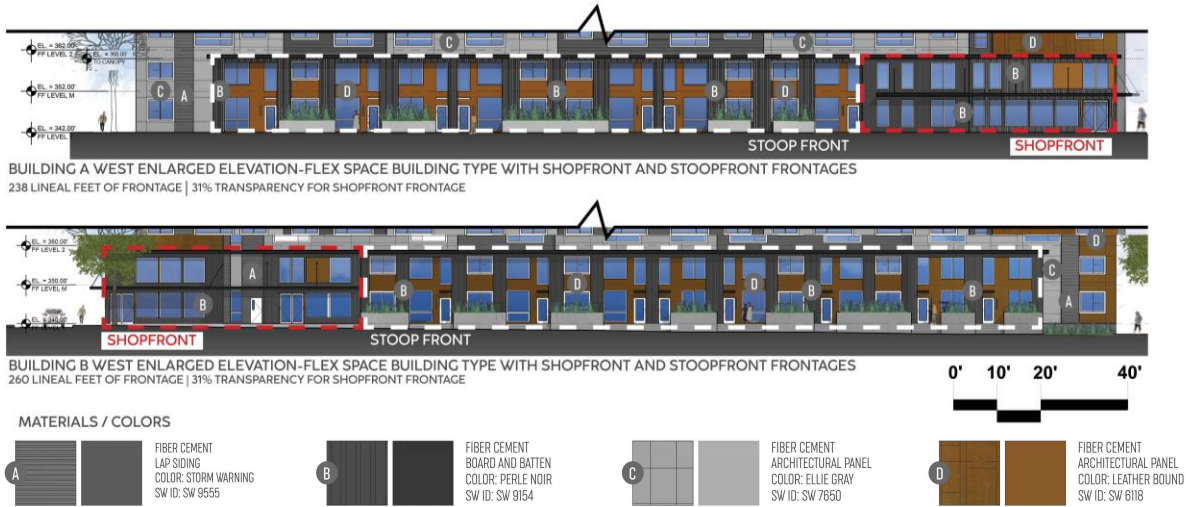 EL. = 362.00'
FF LEVEL 2
EL. = 360.00'
TO CANOPY
C
C
D
B
C
A
B
D
B
B
D
B
EL. = 352.00'
FF LEVEL M
EL. = 342.00'
FF LEVEL
STOOP FRONT
SHOPFRONT
BUILDING A WEST ENLARGED ELEVATION-FLEX SPACE BUILDING TYPE WITH SHOPFRONT AND STOOPFRONT FRONTAGES
238 LINEAL FEET OF FRONTAGE | 31% TRANSPARENCY FOR SHOPFRONT FRONTAGE
EL. = 360.00'
FF LEVEL 2
D
A
C
EL. = 350.00'
FF LEVEL M
B
B
D
B
D
B
A
SHOPFRONT
STOOP FRONT
BUILDING B WEST ENLARGED ELEVATION-FLEX SPACE BUILDING TYPE WITH SHOPFRONT AND STOOPFRONT FRONTAGES
260 LINEAL FEET OF FRONTAGE | 31% TRANSPARENCY FOR SHOPFRONT FRONTAGE
0' 10' 20' 40'
MATERIALS / COLORS
A
FIBER CEMENT
LAP SIDING
COLOR: STORM WARNING
SW ID: SW 9555
B
FIBER CEMENT
BOARD AND BATTEN
COLOR: PERLE NOIR
SW ID: SW 9154
C
FIBER CEMENT
ARCHITECTURAL PANEL
COLOR: ELLIE GRAY
SW ID: SW 7650
D
FIBER CEMENT
ARCHITECTURAL PANEL
COLOR: LEATHER BOUND
SW ID: SW 6118